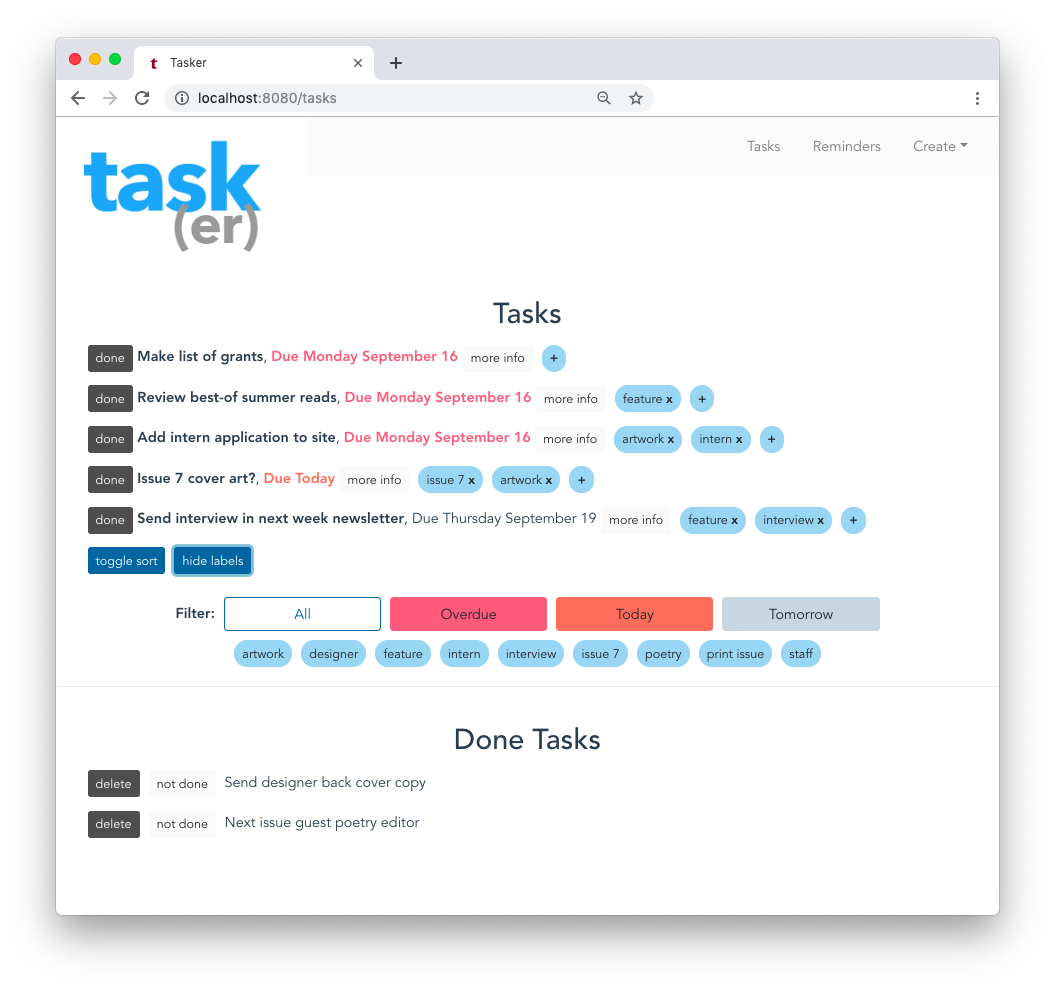 t Tasker
localhost:8080/tasks
task
(er)
Tasks Reminders Create
Tasks
done Make list of grants, Due Monday September 16 more info +
done Review best-of summer reads, Due Monday September 16 more info feature x +
done Add intern application to site, Due Monday September 16 more info artwork x intern x +
done Issue 7 cover art?, Due Today more info issue 7 x artwork x +
done Send interview in next week newsletter, Due Thursday September 19 more info feature x interview x +
toggle sort hide labels
Filter: All Overdue Today Tomorrow
artwork designer feature intern interview issue 7 poetry print issue staff
Done Tasks
delete not done Send designer back cover copy
delete not done Next issue guest poetry editor